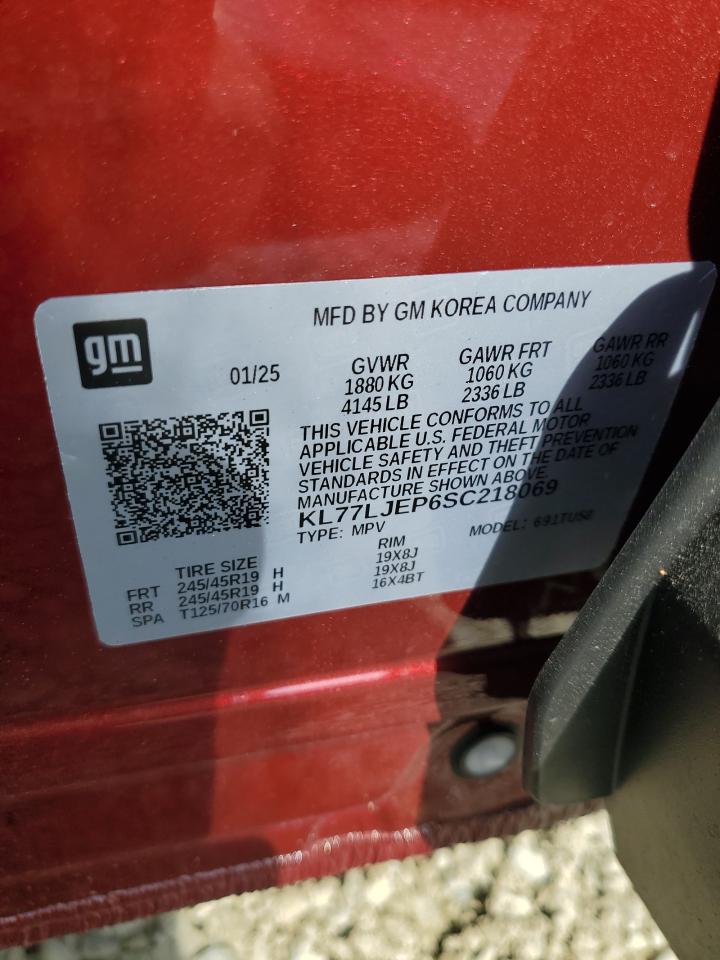 gm
MFD BY GM KOREA COMPANY
01/25
GVWR
1880 KG
4145 LB
GAWR FRT
1060 KG
2336 LB
GAWR RR
1060 KG
2336 LB
THIS VEHICLE CONFORMS TO ALL
APPLICABLE U.S. FEDERAL MOTOR
VEHICLE SAFETY AND THEFT PREVENTION
STANDARDS IN EFFECT ON THE DATE OF
MANUFACTURE SHOWN ABOVE.
KL77LJEP6SC218069
TYPE: MPV
MODEL: 691TUS8
TIRE SIZE
RIM
FRT 245/45R19 H 19X8J
RR 245/45R19 H 19X8J
SPA T125/70R16 M 16X4BT